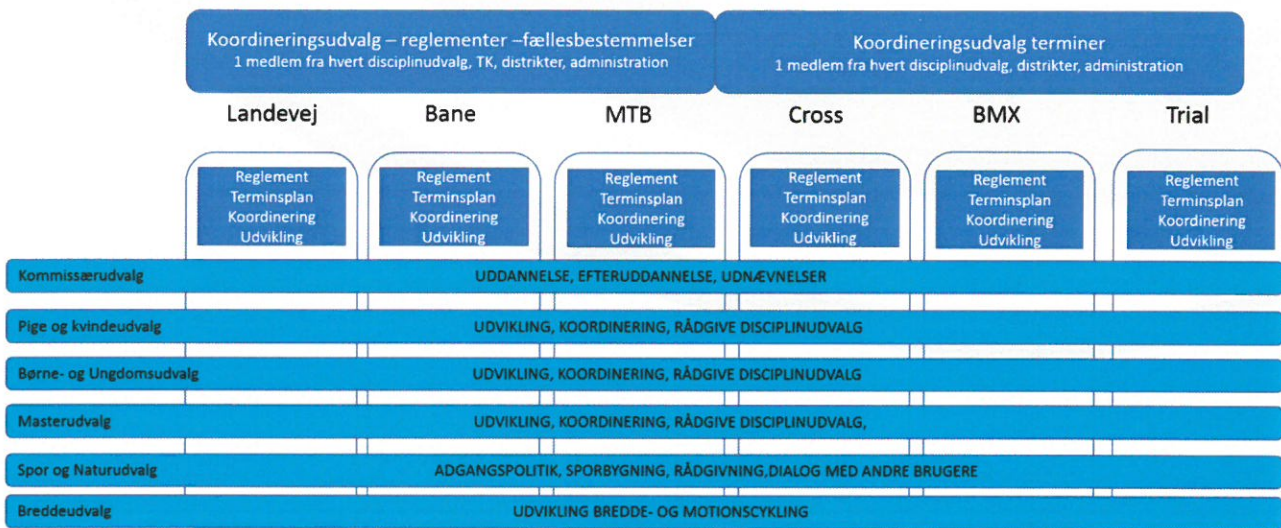 Koordineringsudvalg – reglementer –fællesbestemmelser
1 medlem fra hvert disciplinudvalg, TK, distrikter, administration
Koordineringsudvalg terminer
1 medlem fra hvert disciplinudvalg, distrikter, administration
Landevej
Bane
MTB
Cross
BMX
Trial
Reglement
Terminsplan
Koordinering
Udvikling
Reglement
Terminsplan
Koordinering
Udvikling
Reglement
Terminsplan
Koordinering
Udvikling
Reglement
Terminsplan
Koordinering
Udvikling
Reglement
Terminsplan
Koordinering
Udvikling
Reglement
Terminsplan
Koordinering
Udvikling
Kommissærudvalg
UDDANNELSE, EFTERUDDANNELSE, UDNÆVNELSER
Pige og kvindeudvalg
UDVIKLING, KOORDINERING, RÅDGIVE DISCIPLINUDVALG
Børne- og Ungdomsudvalg
UDVIKLING, KOORDINERING, RÅDGIVE DISCIPLINUDVALG
Masterudvalg
UDVIKLING, KOORDINERING, RÅDGIVE DISCIPLINUDVALG,
Spor og Naturudvalg
ADGANGSPOLITIK, SPORBYGNING, RÅDGIVNING,DIALOG MED ANDRE BRUGERE
Breddeudvalg
UDVIKLING BREDDE- OG MOTIONSCYKLING